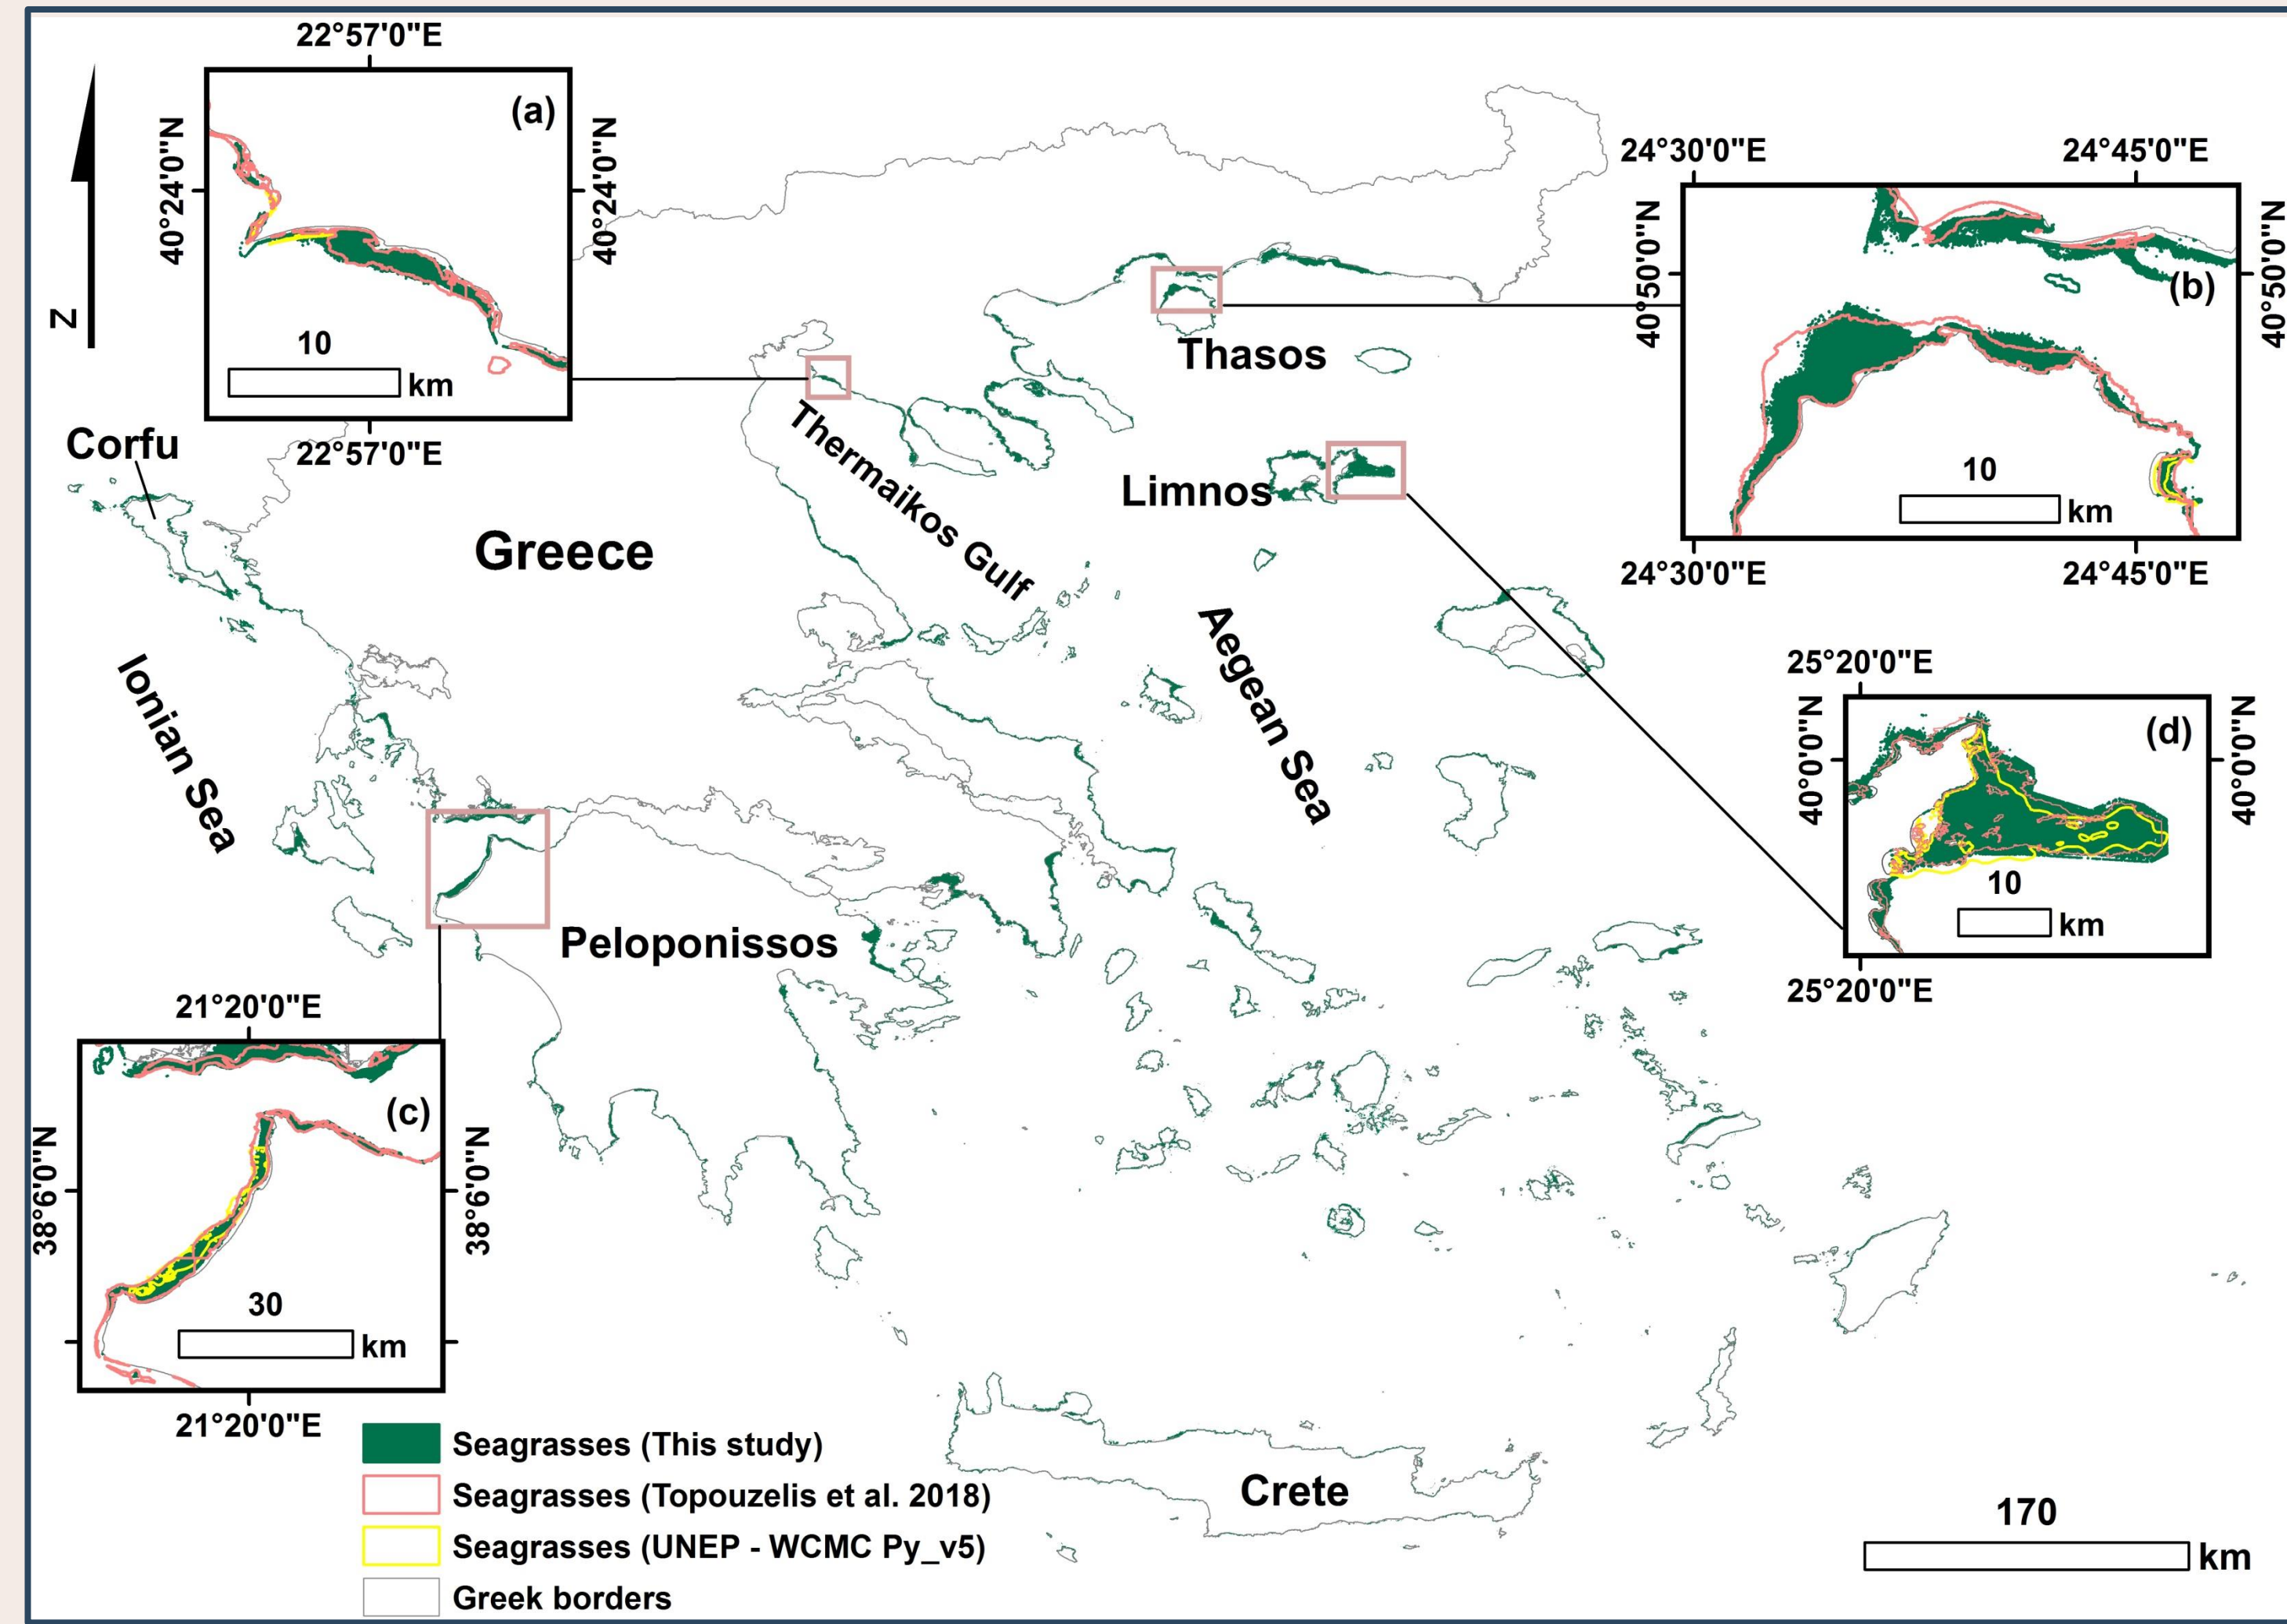 22°57'0"E
(a)
40°24'0"N
40°24'0"N
10
km
22°57'0"E
N
24°30'0"E
24°45'0"E
40°50'0"N
40°50'0"N
(b)
10
km
24°30'0"E
24°45'0"E
Thasos
Corfu
Thermaikos Gulf
Limnos
Greece
Aegean Sea
Ionian Sea
25°20'0"E
40°0'0"N
40°0'0"N
(d)
10
km
25°20'0"E
Peloponissos
21°20'0"E
(c)
38°6'0"N
38°6'0"N
30
km
21°20'0"E
Seagrasses (This study)
Seagrasses (Topouzelis et al. 2018)
Seagrasses (UNEP - WCMC Py_v5)
Greek borders
Crete
170
km